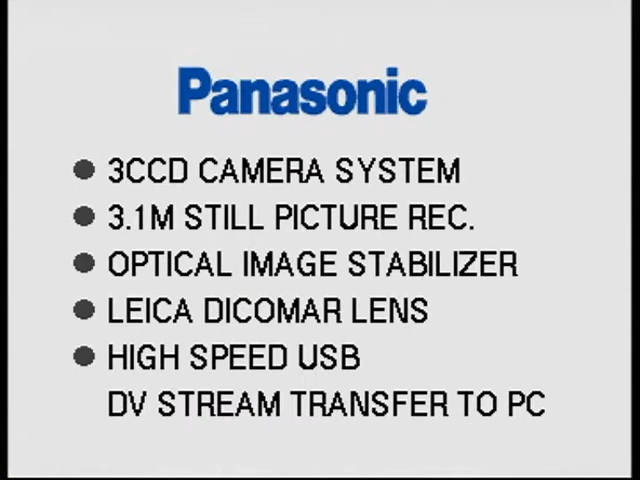 Panasonic
● 3CCD CAMERA SYSTEM
● 3.1M STILL PICTURE REC.
● OPTICAL IMAGE STABILIZER
● LEICA DICOMAR LENS
● HIGH SPEED USB
DV STREAM TRANSFER TO PC